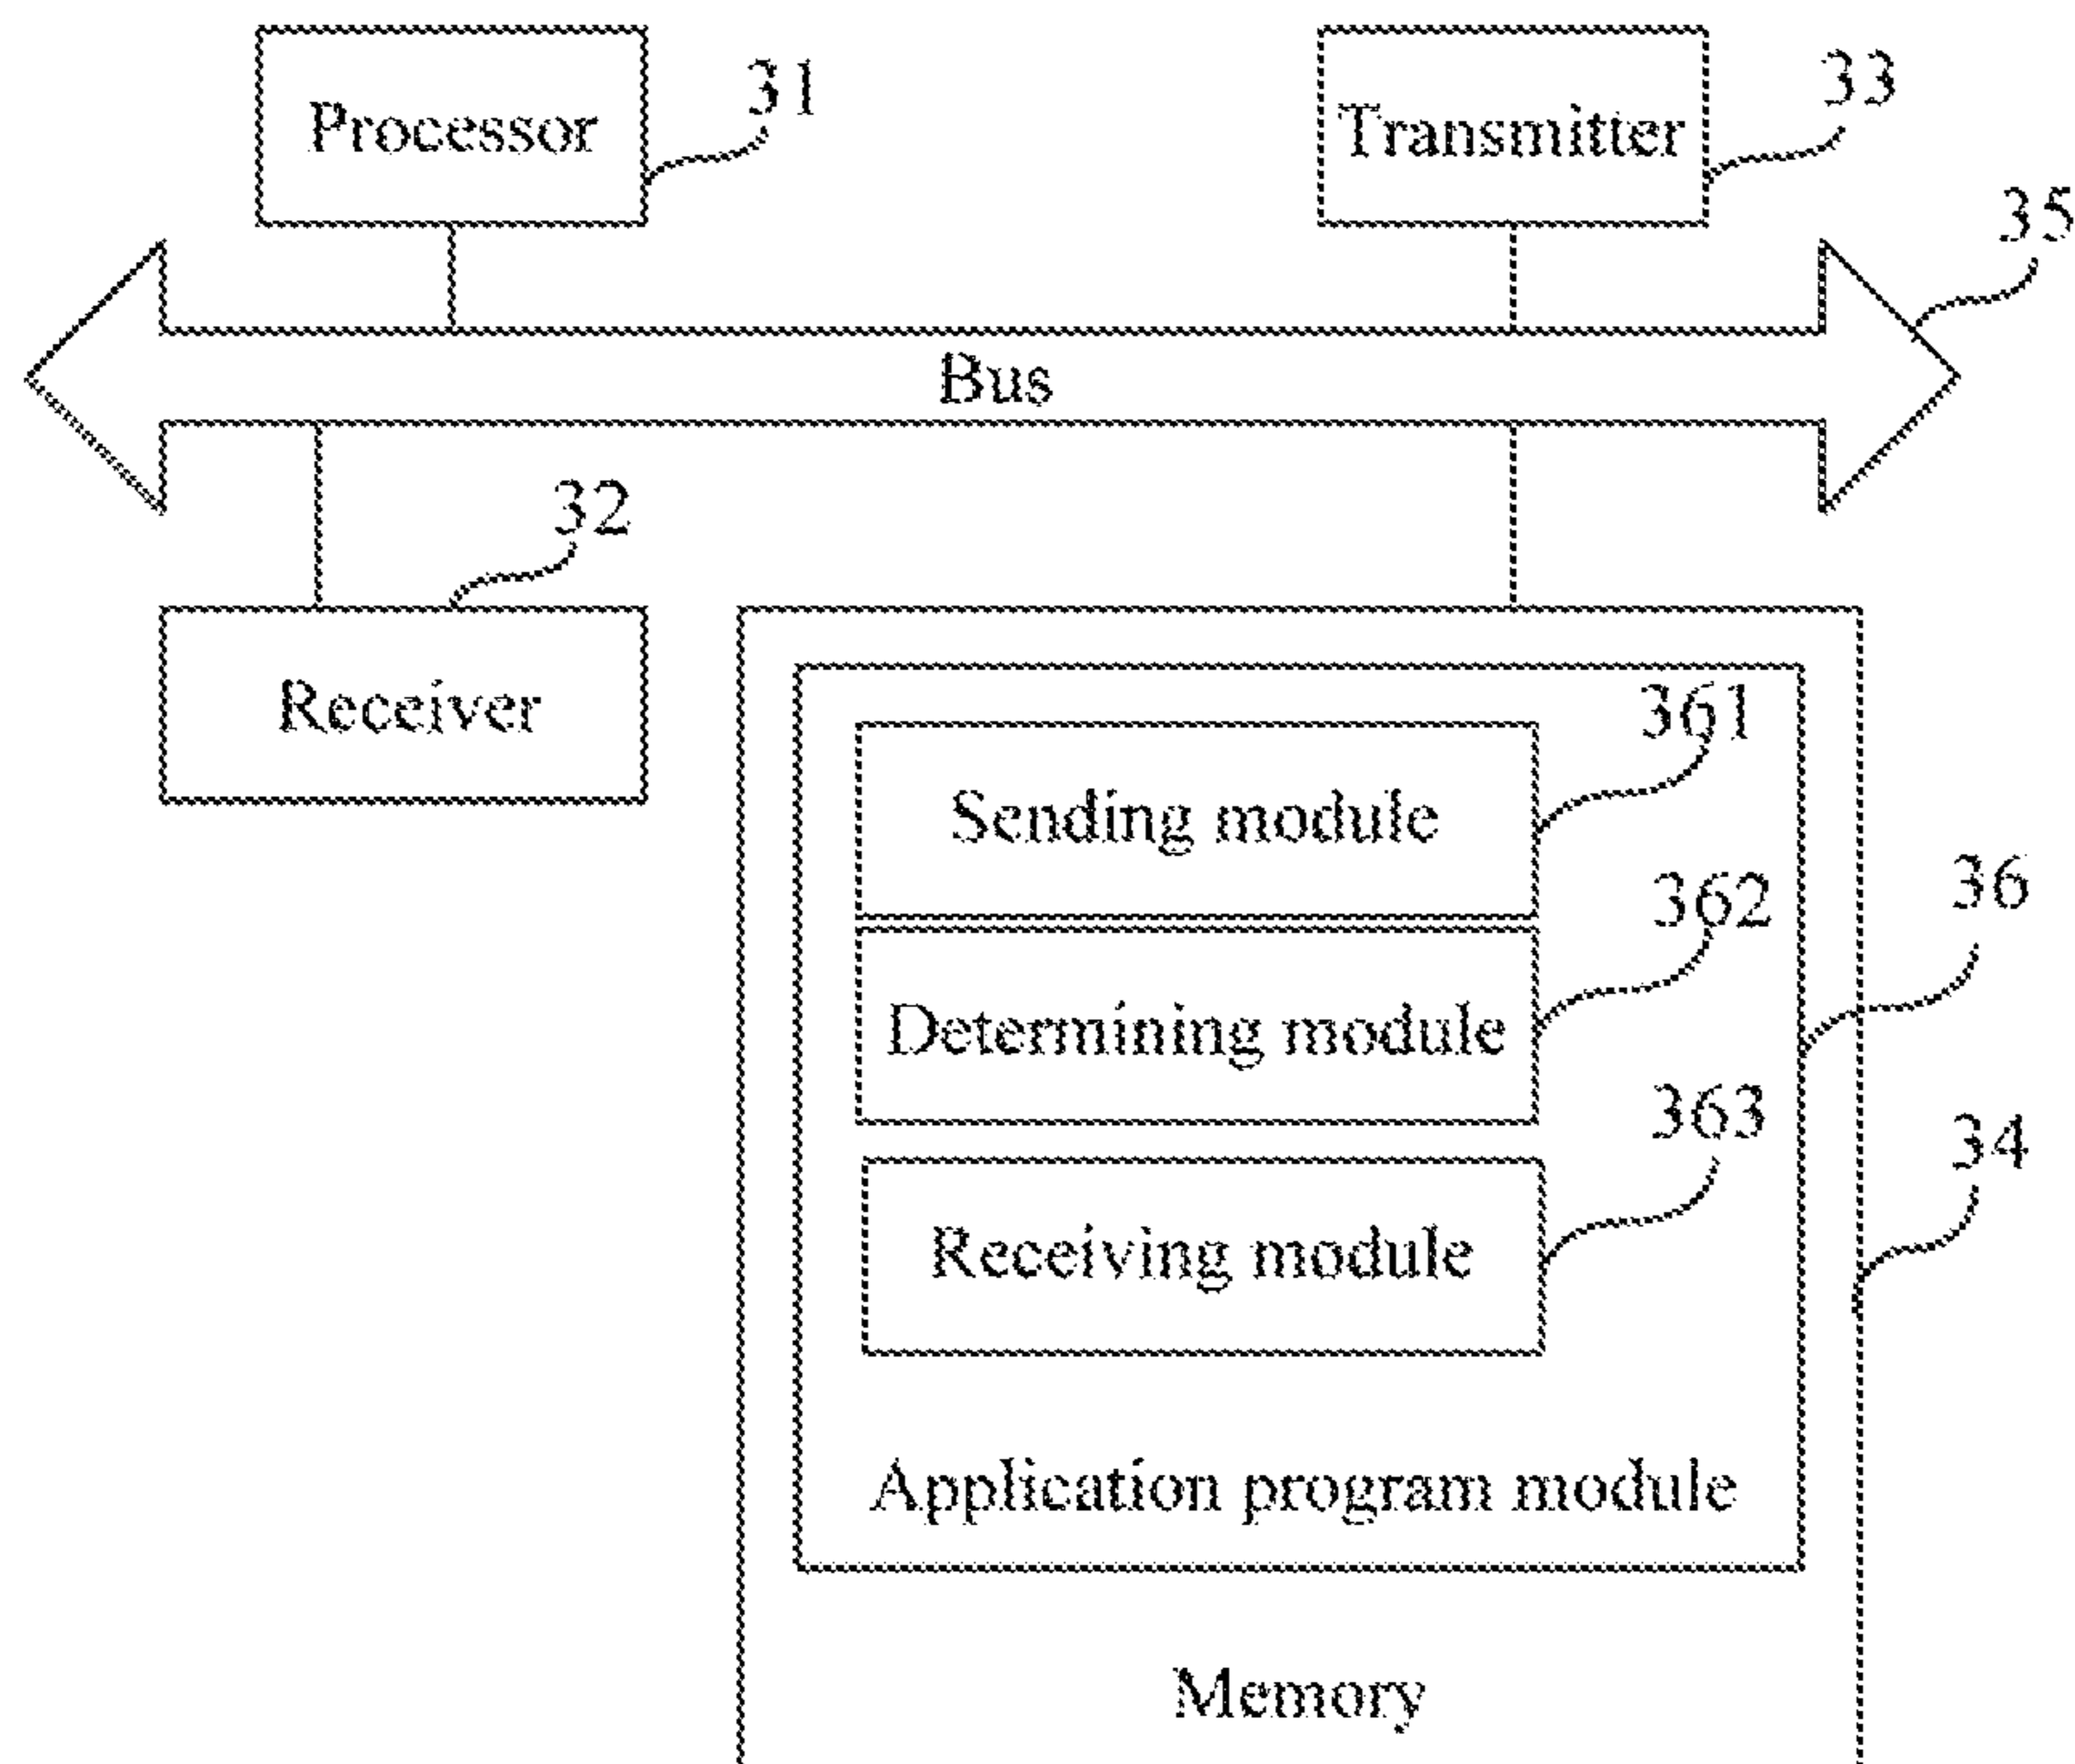 Processor
31
Transmitter
33
35
Bus
32
Receiver
361
Sending module
362
36
Determining module
363
34
Receiving module
Application program module
Memory